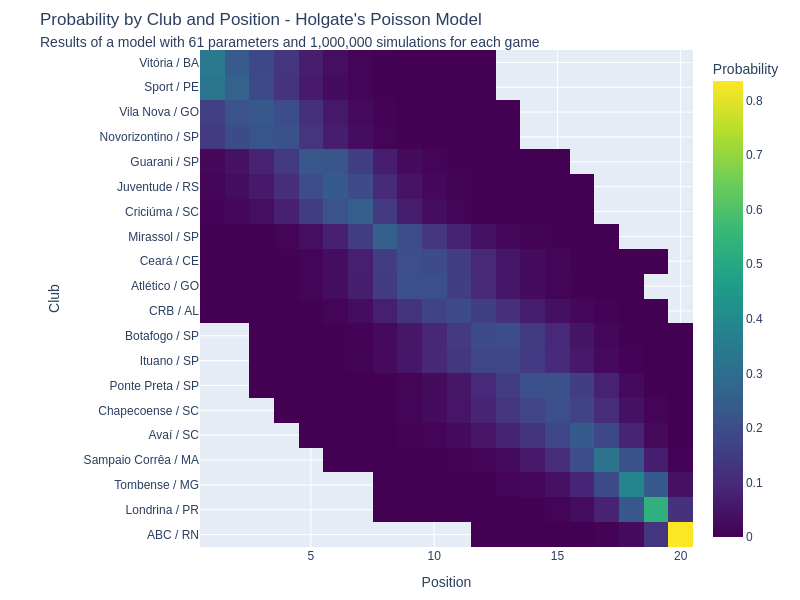 Probability by Club and Position - Holgate's Poisson Model
Results of a model with 61 parameters and 1,000,000 simulations for each game
Probability
Vitória / BA
Sport / PE
Vila Nova / GO
Novorizontino / SP
Guarani / SP
Juventude / RS
Criciúma / SC
Mirassol / SP
Ceará / CE
Atlético / GO
CRB / AL
Botafogo / SP
Ituano / SP
Ponte Preta / SP
Chapecoense / SC
Avaí / SC
Sampaio Corrêa / MA
Tombense / MG
Londrina / PR
ABC / RN
Club
5
10
15
20
Position
0.8
0.7
0.6
0.5
0.4
0.3
0.2
0.1
0